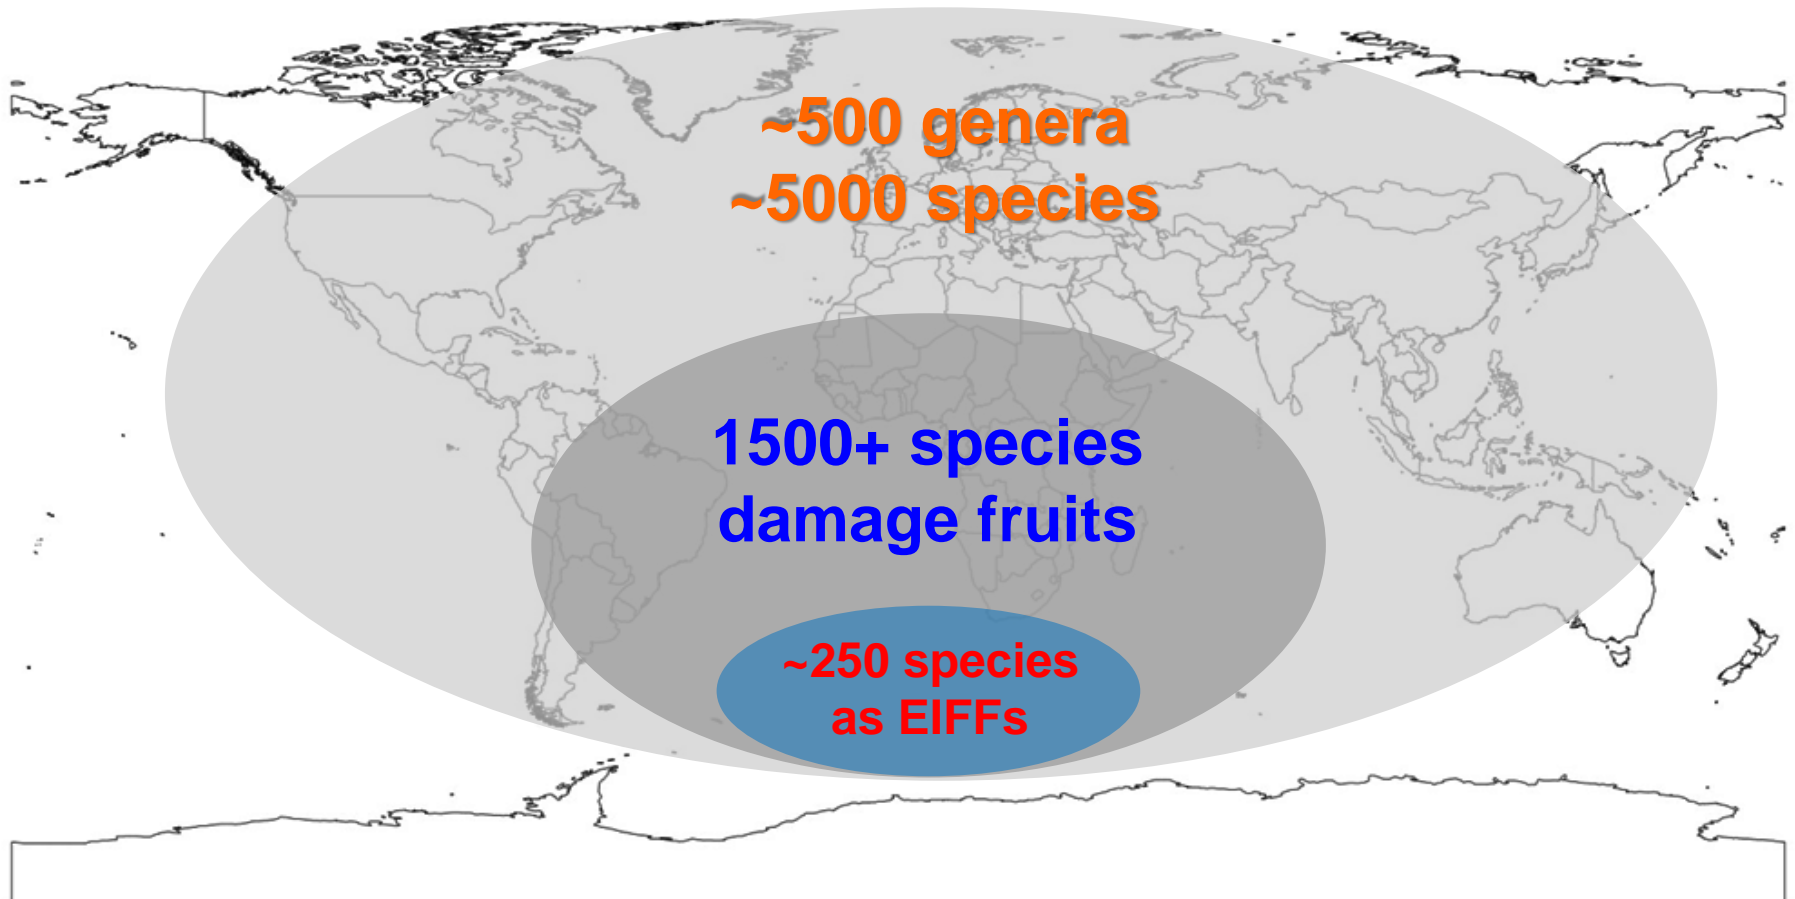 ~500 genera
~5000 species
1500+ species
damage fruits
~250 species
as EIFFs